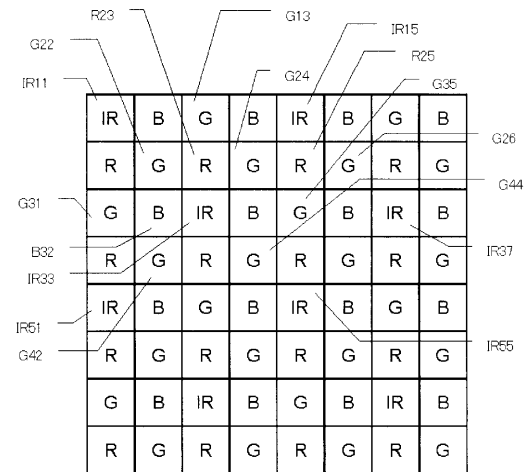 R23
G13
G22
IR15
R25
IR11
G24
G35
IR B G B IR B G B
G26
R G R G R G R G
G44
G31
G B IR B G B IR B
B32
IR37
R G R G R G R G
IR33
IR B G B IR B G B
IR51
G42
R G R G R G R G
IR55
G B IR B G B IR B
R G R G R G R G